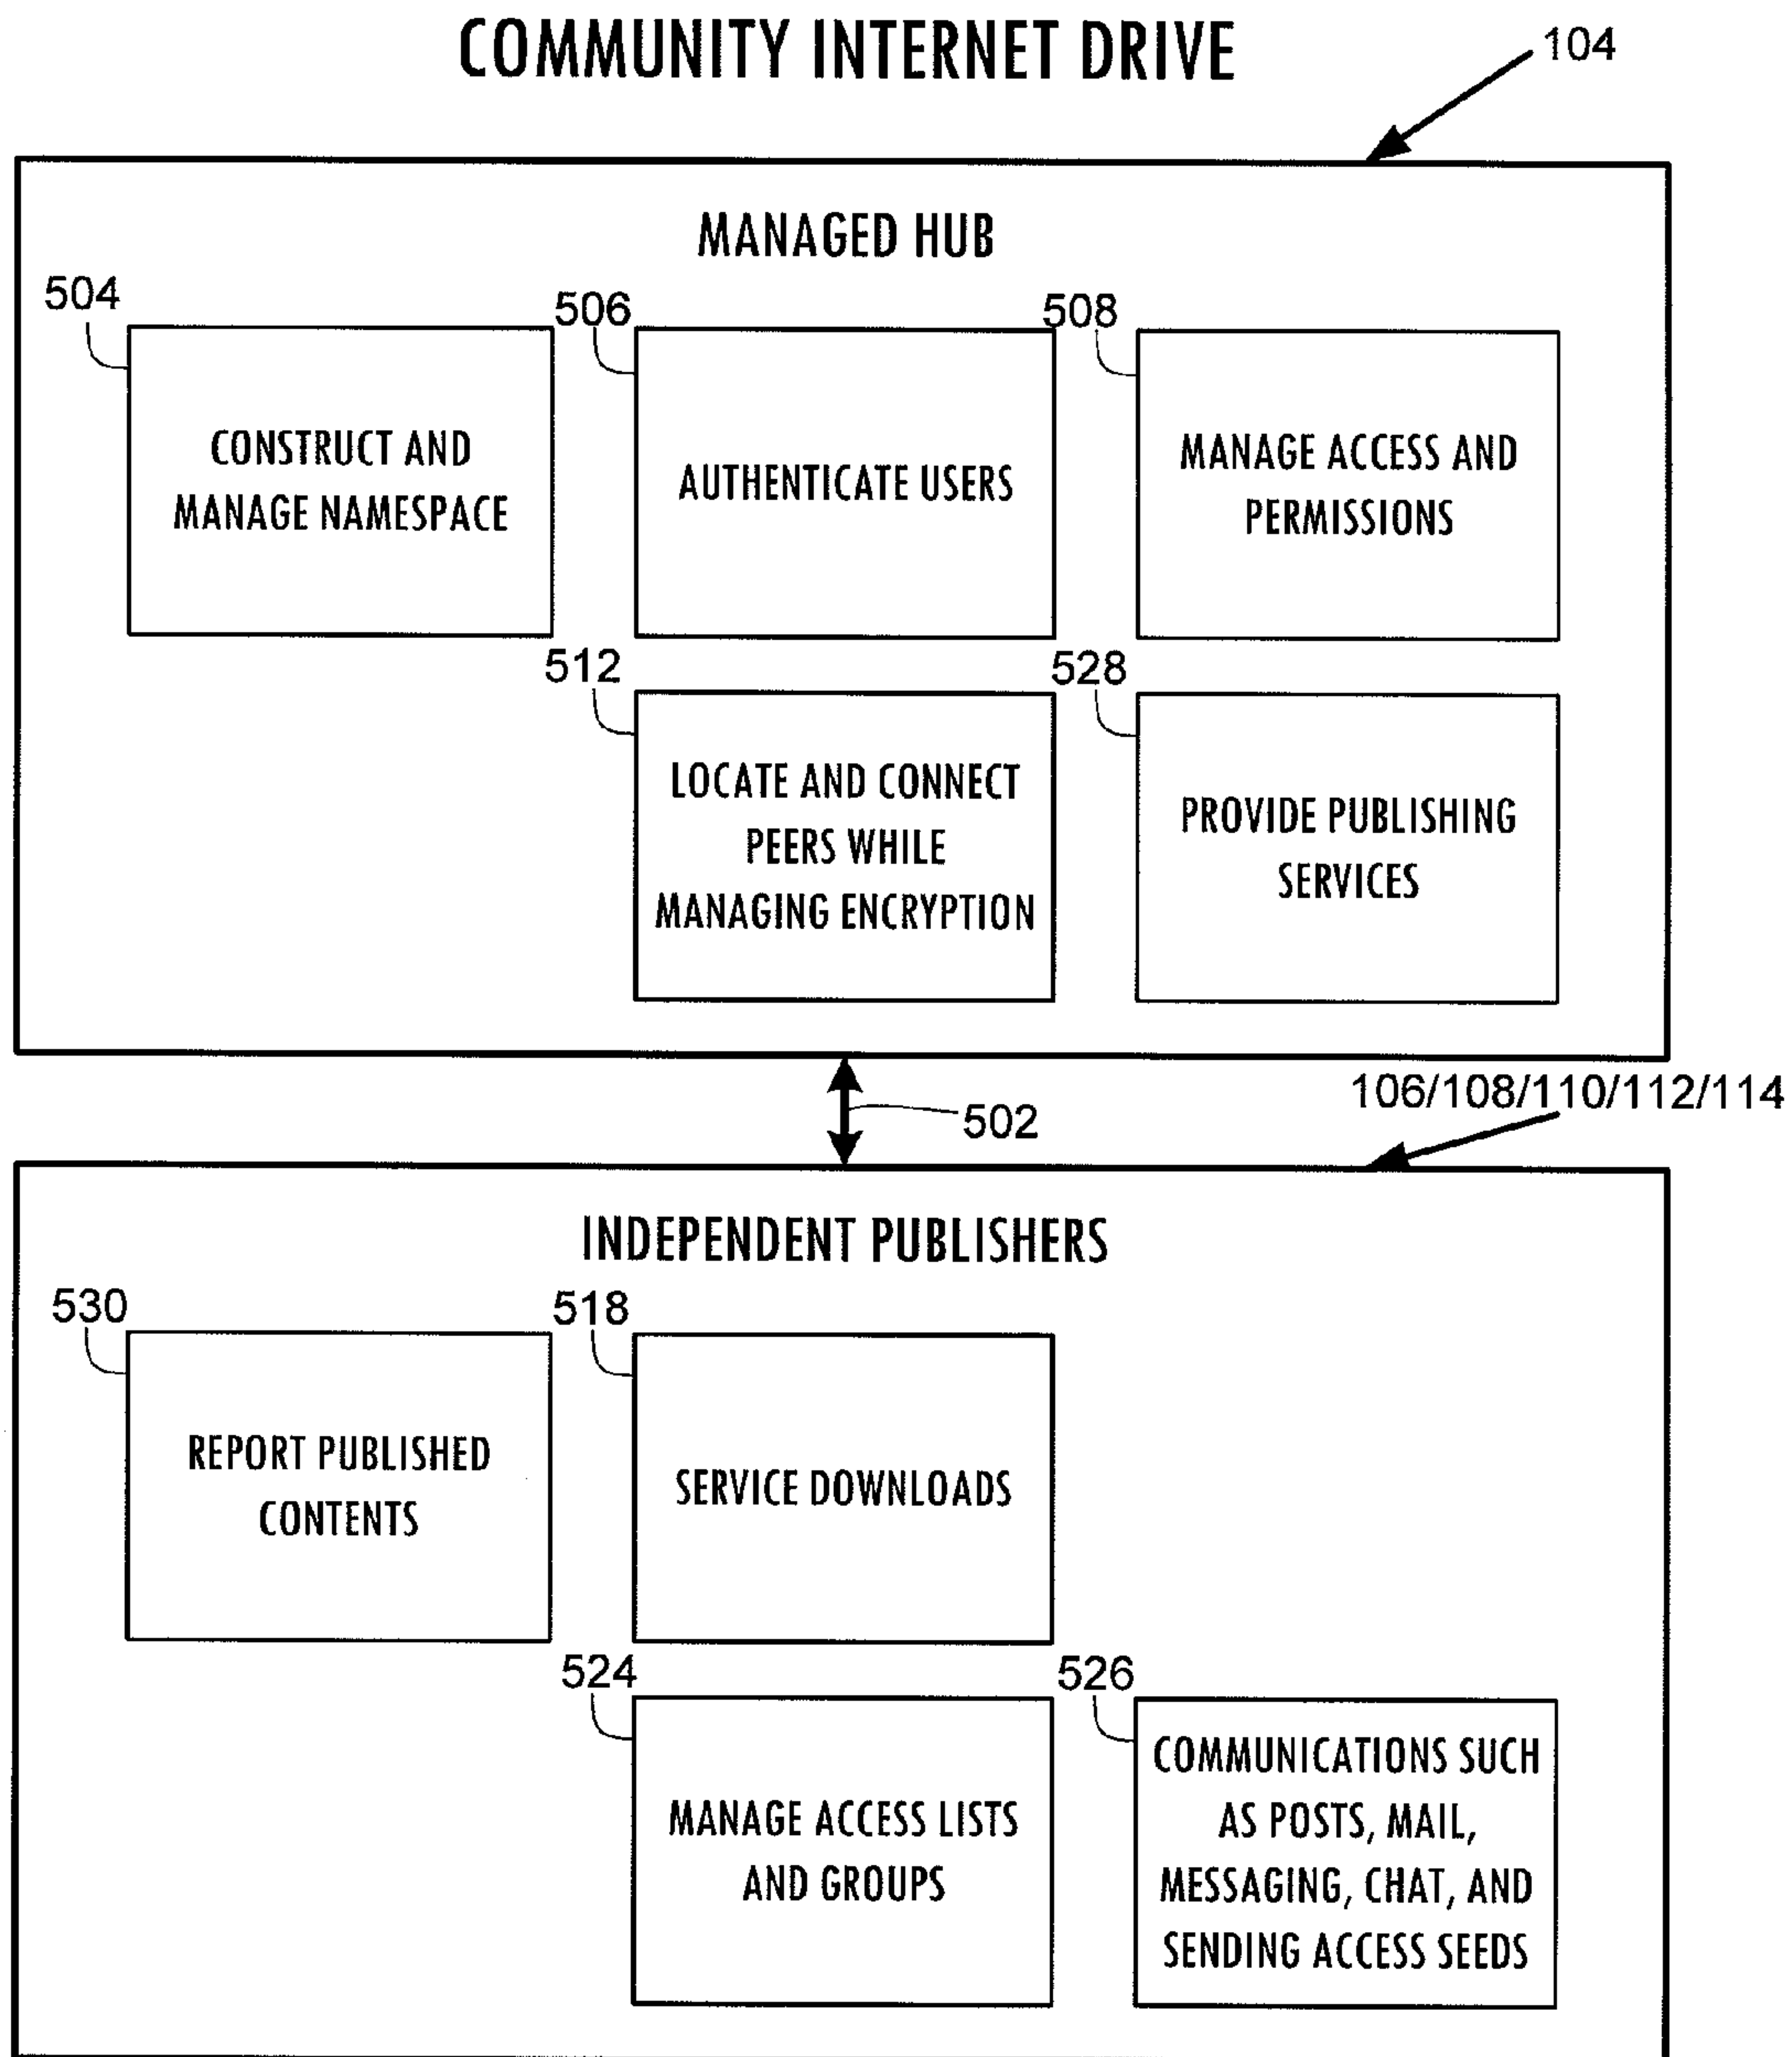 COMMUNITY INTERNET DRIVE
104
MANAGED HUB
504
506
508
CONSTRUCT AND
MANAGE NAMESPACE
AUTHENTICATE USERS
MANAGE ACCESS AND
PERMISSIONS
512
528
LOCATE AND CONNECT
PEERS WHILE
MANAGING ENCRYPTION
PROVIDE PUBLISHING
SERVICES
502
106/108/110/112/114
INDEPENDENT PUBLISHERS
530
518
REPORT PUBLISHED
CONTENTS
SERVICE DOWNLOADS
524
526
MANAGE ACCESS LISTS
AND GROUPS
COMMUNICATIONS SUCH
AS POSTS, MAIL,
MESSAGING, CHAT, AND
SENDING ACCESS SEEDS